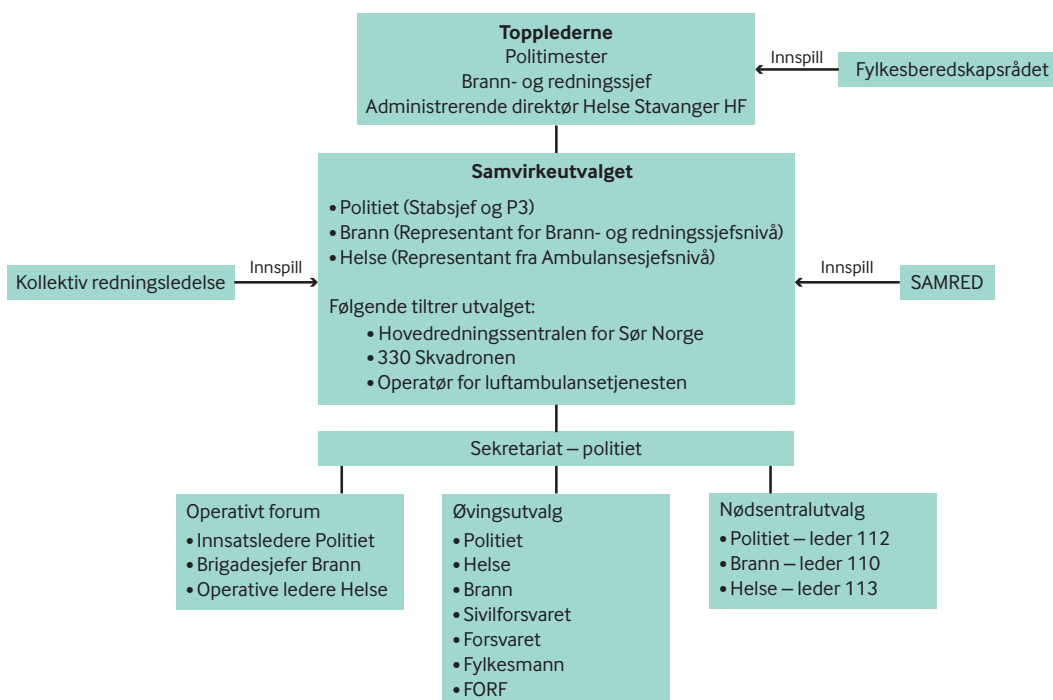 Topplederne
Politimester
Brann- og redningssjef
Administrerende direktør Helse Stavanger HF
Innspill
Fylkesberedskapsrådet
Samvirkeutvalget
• Politiet (Stabsjef og P3)
• Brann (Representant for Brann- og redningssjefsnivå)
• Helse (Representant fra Ambulansesjefsnivå)
Følgende tiltrer utvalget:
• Hovedredningssentralen for Sør Norge
• 330 Skvadronen
• Operatør for luftambulansetjenesten
Kollektiv redningsledelse
Innspill
Innspill
SAMRED
Sekretariat – politiet
Operativt forum
• Innsatsledere Politiet
• Brigadesjefer Brann
• Operative ledere Helse
Øvingsutvalg
• Politiet
• Helse
• Brann
• Sivilforsvaret
• Forsvaret
• Fylkesmann
• FORF
Nødsentralutvalg
• Politiet – leder 112
• Brann – leder 110
• Helse – leder 113